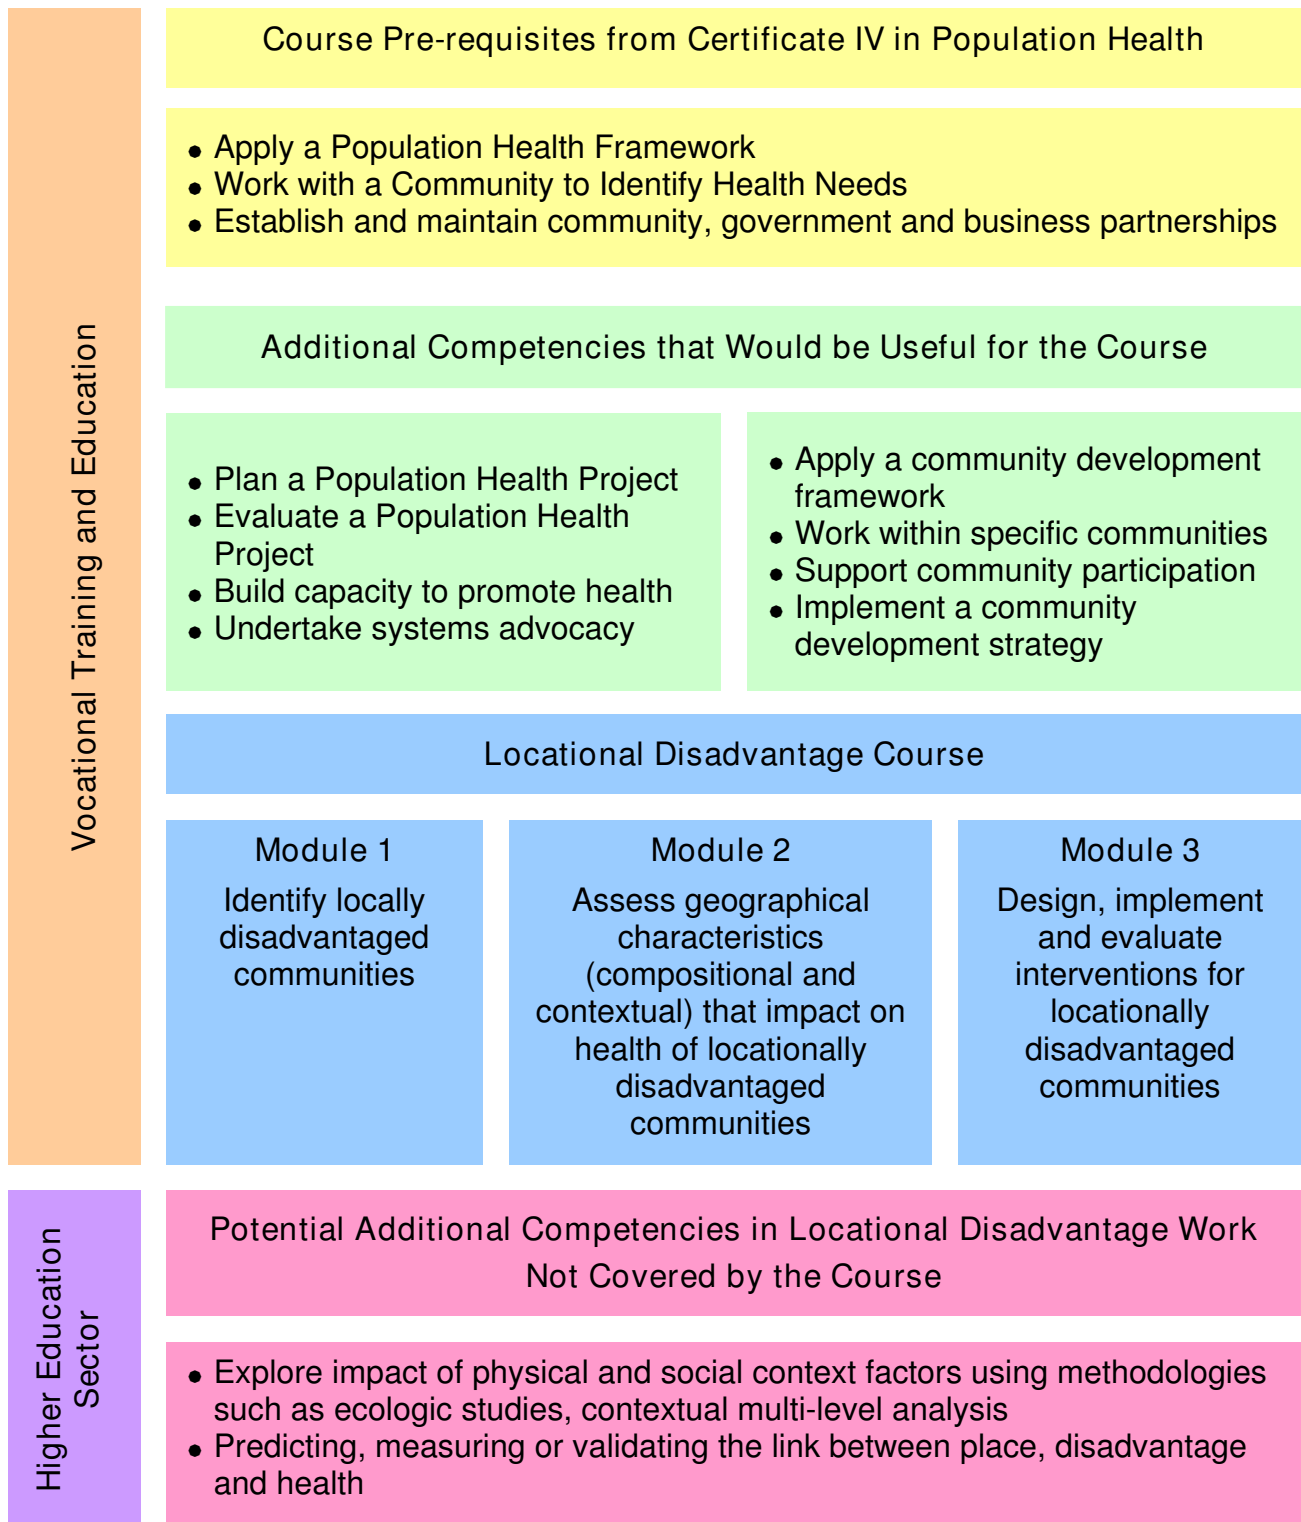 Vocational Training and Education
Course Pre-requisites from Certificate IV in Population Health
● Apply a Population Health Framework
● Work with a Community to Identify Health Needs
● Establish and maintain community, government and business partnerships
Additional Competencies that Would be Useful for the Course
● Plan a Population Health Project
● Evaluate a Population Health
Project
● Build capacity to promote health
● Undertake systems advocacy
● Apply a community development
framework
● Work within specific communities
● Support community participation
● Implement a community
development strategy
Locational Disadvantage Course
Module 1
Identify locally
disadvantaged
communities
Module 2
Assess geographical
characteristics
(compositional and
contextual) that impact on
health of locationally
disadvantaged
communities
Module 3
Design, implement
and evaluate
interventions for
locationally
disadvantaged
communities
Higher Education
Sector
Potential Additional Competencies in Locational Disadvantage Work
Not Covered by the Course
● Explore impact of physical and social context factors using methodologies
such as ecologic studies, contextual multi-level analysis
● Predicting, measuring or validating the link between place, disadvantage
and health